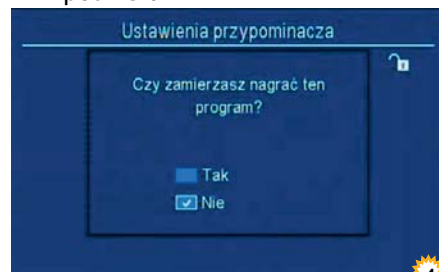 Ustawienia przypominacza
Czy zamierzasz nagrać ten
program?
Tak
Nie